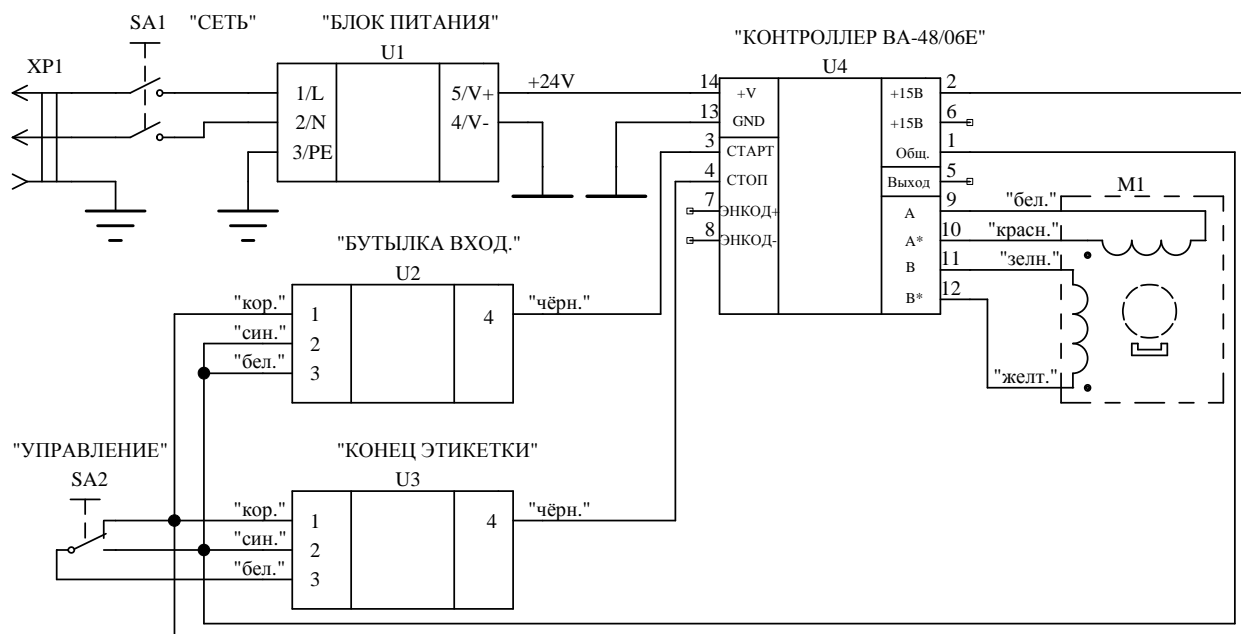 SA1 "СЕТЬ"
"БЛОК ПИТАНИЯ"
U1
"КОНТРОЛЛЕР BA-48/06E"
U4
XP1
1/L
2/N
3/PE
5/V+
4/V-
+24V
14
13
3
4
7
8
+V
GND
СТАРТ
СТОП
ЭНКОД+
ЭНКОД-
+15В
+15В
Общ.
Выход
A
A*
B
B*
2
6
1
5
9
10
11
12
"бел."
"красн."
"зелн."
"желт."
M1
"БУТЫЛКА ВХОД."
U2
"кор."
"син."
"бел."
1
2
3
4
"чёрн."
"УПРАВЛЕНИЕ"
SA2
"КОНЕЦ ЭТИКЕТКИ"
U3
"кор."
"син."
"бел."
1
2
3
4
"чёрн."